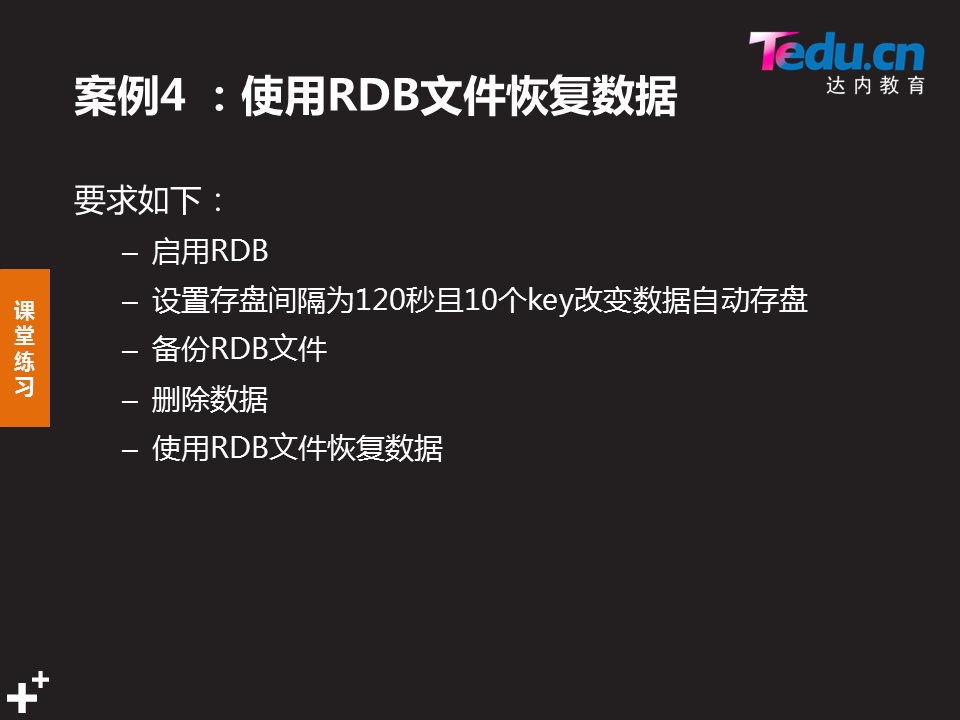 Tedu.cn
达内教育
案例4 ：使用RDB文件恢复数据
要求如下：
– 启用RDB
– 设置存盘间隔为120秒且10个key改变数据自动存盘
– 备份RDB文件
– 删除数据
– 使用RDB文件恢复数据
课
堂
练
习